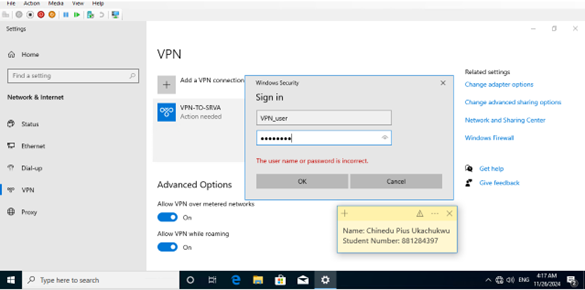 File Action Media View Help
Settings
Home
Find a setting
Network & Internet
Status
Ethernet
Dial-up
VPN
Proxy
VPN
Add a VPN connection
VPN-TO-SRVA
Action needed
Advanced Options
Allow VPN over metered networks
On
Allow VPN while roaming
On
Windows Security
Sign in
VPN_user
The user name or password is incorrect.
OK Cancel
Related settings
Change adapter options
Change advanced sharing options
Network and Sharing Center
Windows Firewall
Get help
Give feedback
Name: Chinedu Pius Ukachukwu
Student Number: 881284397
Type here to search
ENG
4:17 AM
11/26/2024